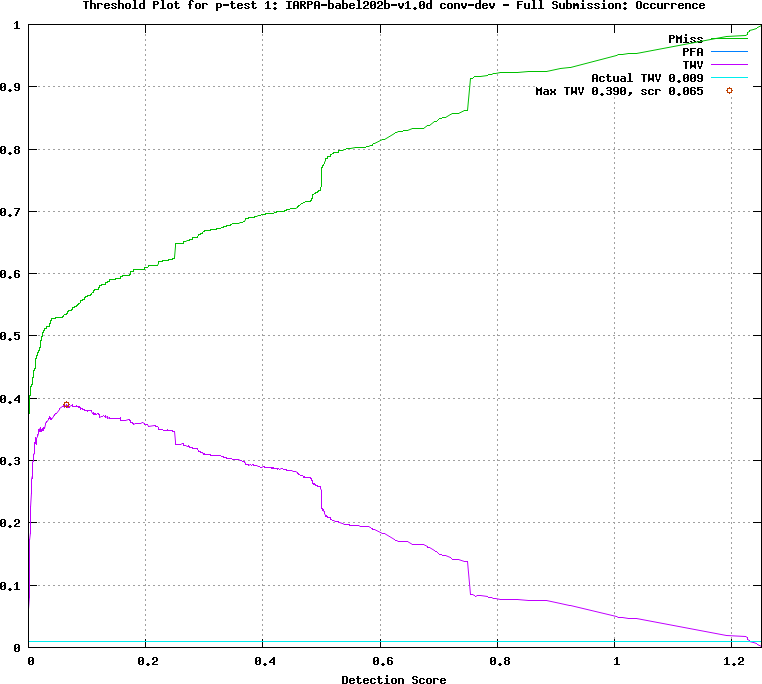 Threshold Plot for p-test 1: IARPA-babel202b-v1.0d conv-dev - Full Submission: Occurrence
1
PMiss
PFA
TWV
Actual TWV 0.009
Max TWV 0.390, scr 0.065
0.9
0.8
0.7
0.6
0.5
0.4
0.3
0.2
0.1
0
0 0.2 0.4 0.6 0.8 1 1.2
Detection Score